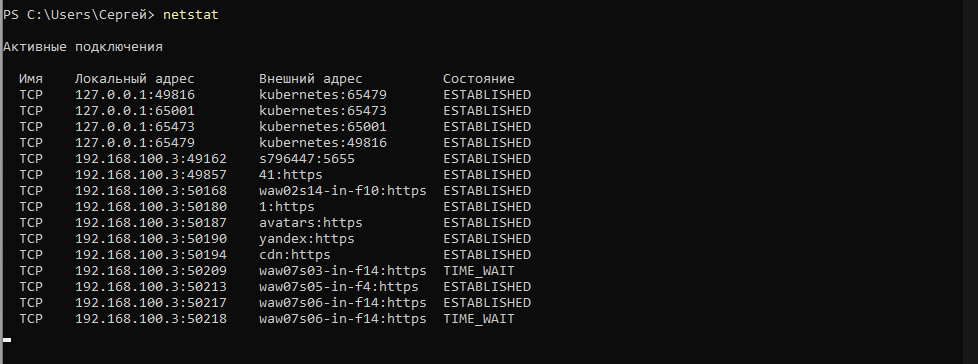 PS C:\Users\Сергей> netstat
Активные подключения
Имя Локальный адрес Внешний адрес Состояние
TCP 127.0.0.1:49816 kubernetes:65479 ESTABLISHED
TCP 127.0.0.1:65001 kubernetes:65473 ESTABLISHED
TCP 127.0.0.1:65473 kubernetes:65001 ESTABLISHED
TCP 127.0.0.1:65479 kubernetes:49816 ESTABLISHED
TCP 192.168.100.3:49162 s796447:5655 ESTABLISHED
TCP 192.168.100.3:49857 41:https ESTABLISHED
TCP 192.168.100.3:50168 waw02s14-in-f10:https ESTABLISHED
TCP 192.168.100.3:50180 1:https ESTABLISHED
TCP 192.168.100.3:50187 avatars:https ESTABLISHED
TCP 192.168.100.3:50190 yandex:https ESTABLISHED
TCP 192.168.100.3:50194 cdn:https ESTABLISHED
TCP 192.168.100.3:50209 waw07s03-in-f14:https TIME_WAIT
TCP 192.168.100.3:50213 waw07s05-in-f4:https ESTABLISHED
TCP 192.168.100.3:50217 waw07s06-in-f14:https ESTABLISHED
TCP 192.168.100.3:50218 waw07s06-in-f14:https TIME_WAIT